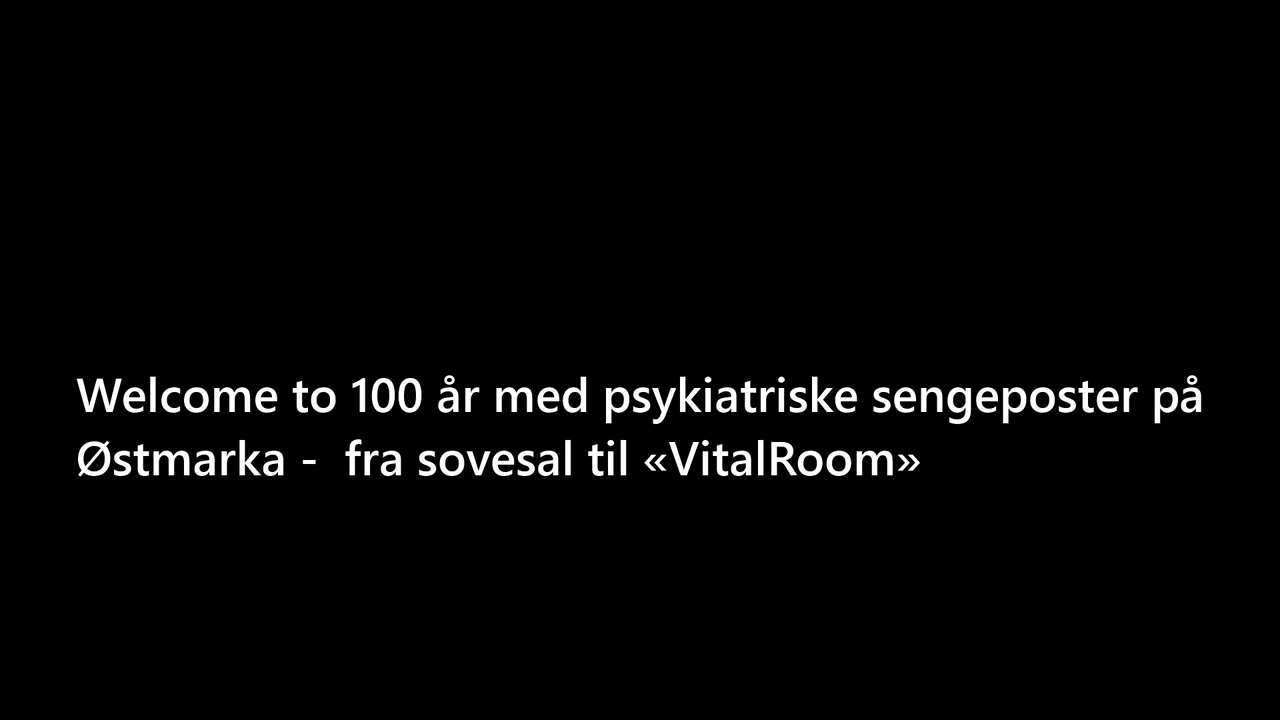 Welcome to 100 år med psykiatriske sengeposter på
Østmarka -  fra sovesal til «VitalRoom»